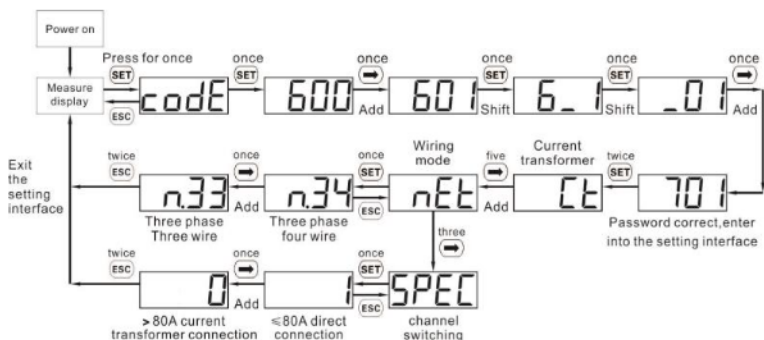 Power on
Press for once
once
once
once
once
once
SET
SET
→
SET
SET
→
Measure
display
codE
600
601
6_1
_01
ESC
Add
Shift
Shift
Add
Exit
the
setting
interface
twice
once
Wiring
mode
once
five
Current
transformer
twice
ESC
→
SET
→
SET
n.33
n.34
nEt
Ct
701
Add
ESC
Add
Three phase
Three wire
Three phase
four wire
Password correct,enter
into the setting interface
three
→
twice
once
once
ESC
→
SET
0
1
SPEC
Add
ESC
>80A current
transformer connection
≤80A direct
connection
channel
switching